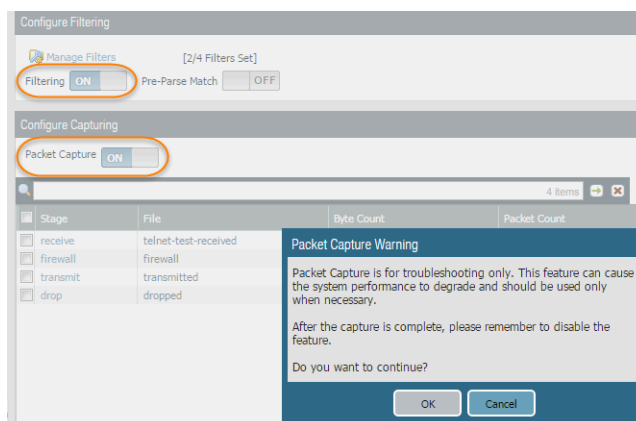 Configure Filtering
Manage Filters [2/4 Filters Set]
Filtering ON Pre-Parse Match OFF
Configure Capturing
Packet Capture ON
4 items
Stage File Byte Count Packet Count
receive telnet-test-received
firewall firewall
transmit transmitted
drop dropped
Packet Capture Warning
Packet Capture is for troubleshooting only. This feature can cause
the system performance to degrade and should be used only
when necessary.
After the capture is complete, please remember to disable the
feature.
Do you want to continue?
OK Cancel